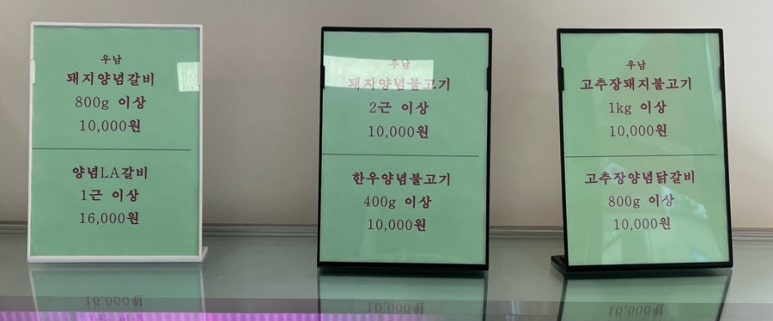 우남
돼지양념갈비
800g 이상
10,000원
양념LA갈비
1근 이상
16,000원
우남
돼지양념불고기
2근 이상
10,000원
한우양념불고기
400g 이상
10,000원
우남
고추장돼지불고기
1kg 이상
10,000원
고추장양념닭갈비
800g 이상
10,000원